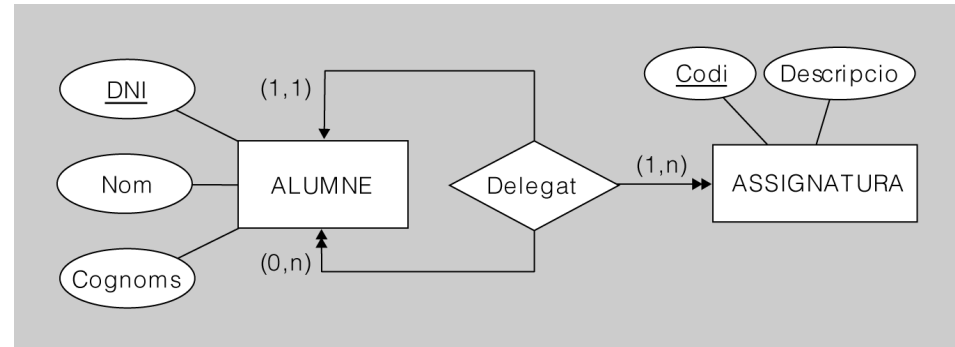 DNI
Nom
Cognoms
ALUMNE
(1,1)
(0,n)
Delegat
(1,n)
Codi
Descripcio
ASSIGNATURA